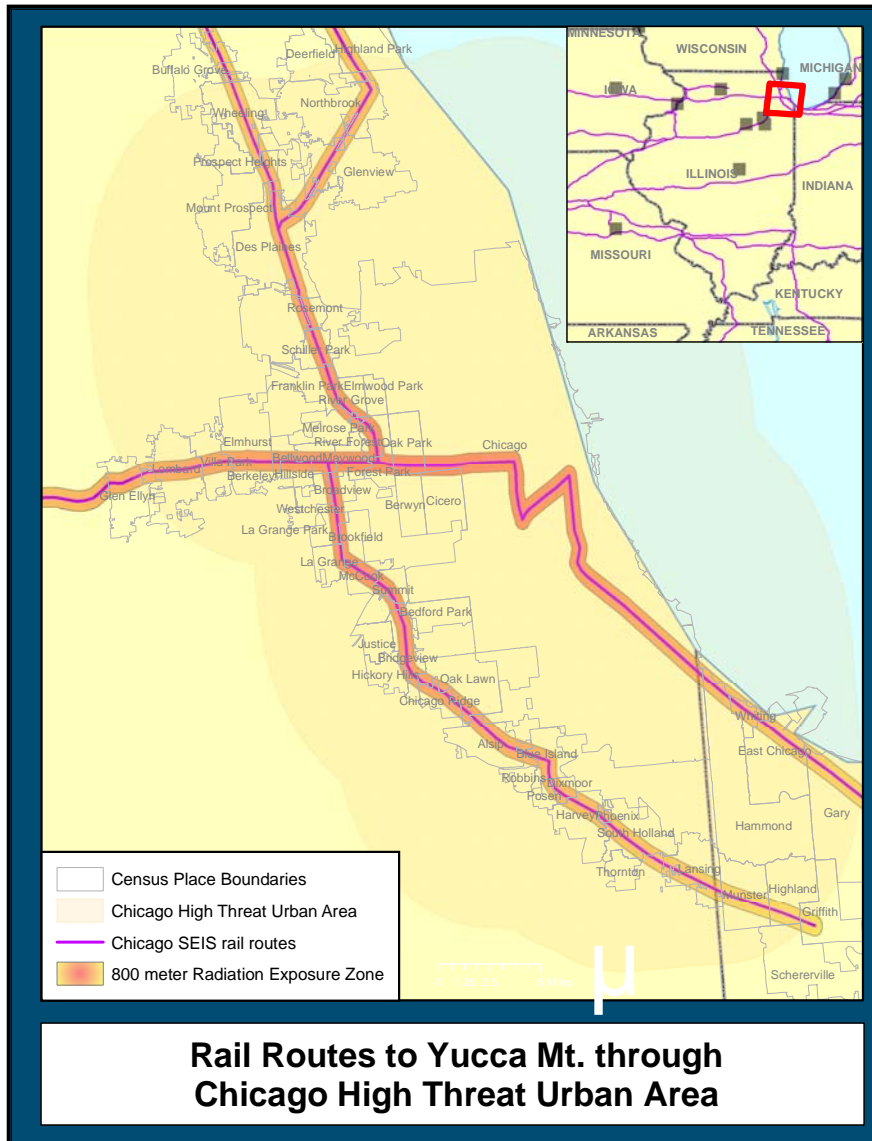 Highland Park
Deerfield
Buffalo Grove
Northbrook
Wheeling
Prospect Heights
Glenview
Mount Prospect
Des Plaines
Rosemont
Schiller Park
Franklin Park
Elmwood Park
River Grove
Melrose Park
Elmhurst
River Forest
Oak Park
Chicago
Bellwood
Maywood
Villa Park
Lombard
Berkeley
Hillside
Forest Park
Glen Ellyn
Broadview
Berwyn
Cicero
Westchester
La Grange Park
Brookfield
La Grange
McCook
Summit
Bedford Park
Justice
Bridgeview
Hickory Hills
Oak Lawn
Chicago Ridge
Alsip
Blue Island
Robbins
Dixmoor
Posen
Harvey
Phoenix
South Holland
Thornton
Lansing
Munster
Highland
Griffith
Schererville
Whiting
East Chicago
Gary
Hammond
MINNESOTA
WISCONSIN
MICHIGAN
IOWA
ILLINOIS
INDIANA
MISSOURI
KENTUCKY
TENNESSEE
ARKANSAS
Census Place Boundaries
Chicago High Threat Urban Area
Chicago SEIS rail routes
800 meter Radiation Exposure Zone
µ
Rail Routes to Yucca Mt. through
Chicago High Threat Urban Area